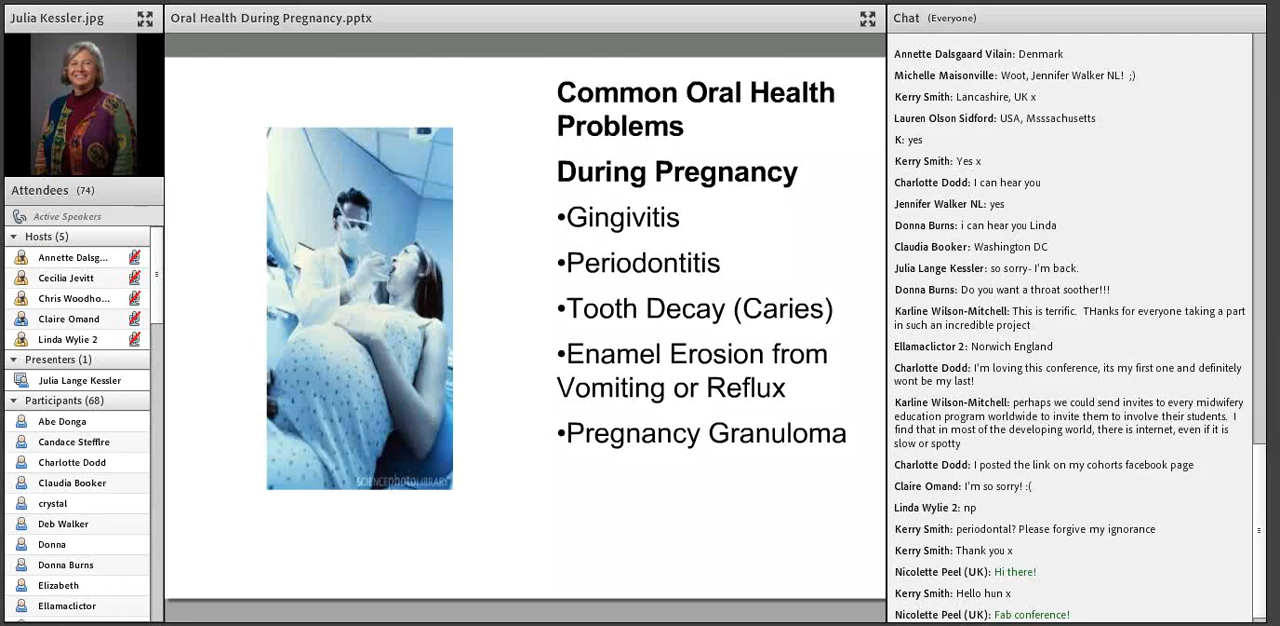 Julia Kessler.jpg
Attendees (74)
Active Speakers
Hosts (5)
Annette Dalsg...
Cecilia Jevitt
Chris Woodho...
Claire Omand
Linda Wylie 2
Presenters (1)
Julia Lange Kessler
Participants (68)
Abe Donga
Candace Steffire
Charlotte Dodd
Claudia Booker
crystal
Deb Walker
Donna
Donna Burns
Elizabeth
Ellamaclictor
Oral Health During Pregnancy.pptx
Common Oral Health
Problems
During Pregnancy
•Gingivitis
•Periodontitis
•Tooth Decay (Caries)
•Enamel Erosion from
Vomiting or Reflux
•Pregnancy Granuloma
SCIENCEPHOTOLIBRARY
Chat (Everyone)
Annette Dalsgaard Vilain: Denmark
Michelle Maisonville: Woot, Jennifer Walker NL! ;)
Kerry Smith: Lancashire, UK x
Lauren Olson Sidford: USA, Msssachusetts
K: yes
Kerry Smith: Yes x
Charlotte Dodd: I can hear you
Jennifer Walker NL: yes
Donna Burns: i can hear you Linda
Claudia Booker: Washington DC
Julia Lange Kessler: so sorry- I'm back.
Donna Burns: Do you want a throat soother!!!
Karline Wilson-Mitchell: This is terrific. THanks for everyone taking a part
in such an incredible project
Ellamaclictor 2: Norwich England
Charlotte Dodd: I'm loving this conference, its my first one and definitely
wont be my last!
Karline Wilson-Mitchell: perhaps we could send invites to every midwifery
education program worldwide to invite them to involve their students. I
find that in most of the developing world, there is internet, even if it is
slow or spotty
Charlotte Dodd: I posted the link on my cohorts facebook page
Claire Omand: I'm so sorry! :(
Linda Wylie 2: np
Kerry Smith: periodontal? Please forgive my ignorance
Kerry Smith: Thank you x
Nicolette Peel (UK): Hi there!
Kerry Smith: Hello hun x
Nicolette Peel (UK): Fab conference!